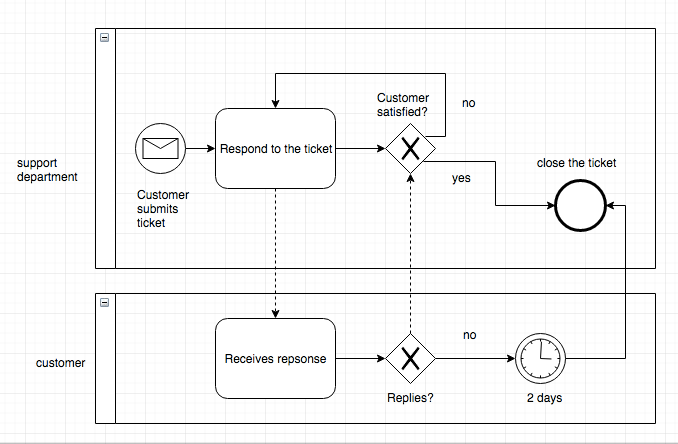 Customer
satisfied?
no
Respond to the ticket
support
department
close the ticket
yes
Customer
submits
ticket
no
customer
Receives repsonse
Replies?
2 days